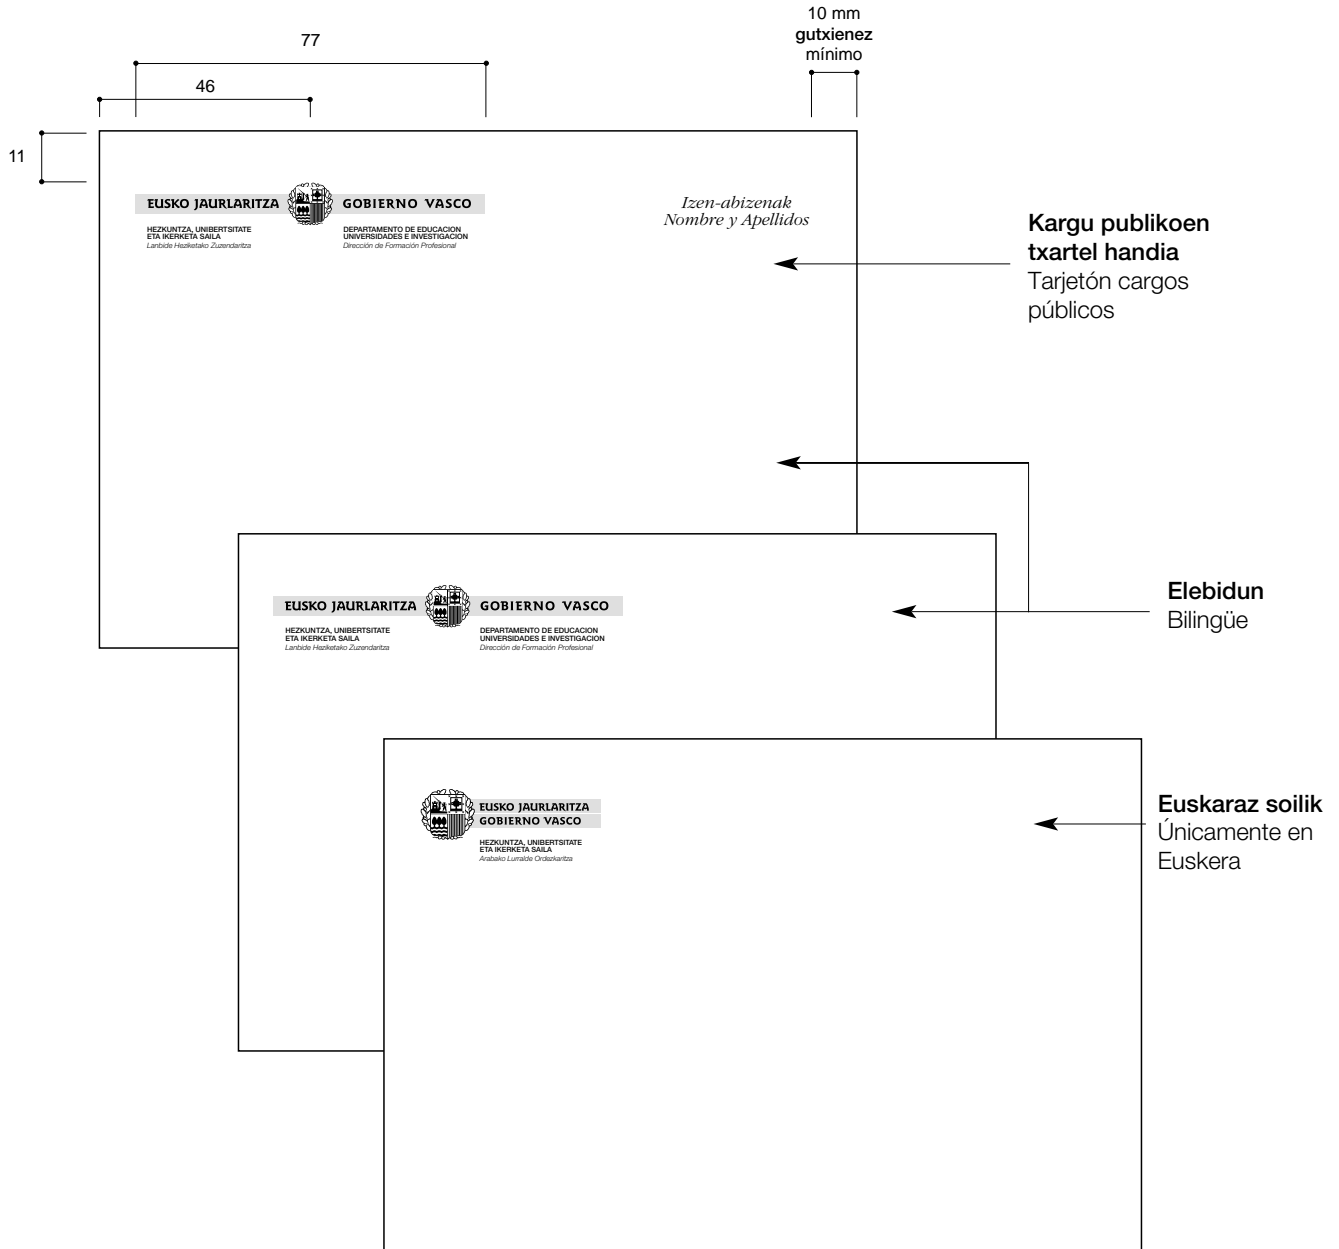 10 mm
gutxienez
mínimo
77
46
11
EUSKO JAURLARITZA
GOBIERNO VASCO
HEZKUNTZA, UNIBERTSITATE
ETA IKERKETA SAILA
Lanbide Heziketako Zuzendaritza
DEPARTAMENTO DE EDUCACION
UNIVERSIDADES E INVESTIGACION
Dirección de Formación Profesional
Izen-abizenak
Nombre y Apellidos
Kargu publikoen
txartel handia
Tarjetón cargos
públicos
EUSKO JAURLARITZA
GOBIERNO VASCO
HEZKUNTZA, UNIBERTSITATE
ETA IKERKETA SAILA
Lanbide Heziketako Zuzendaritza
DEPARTAMENTO DE EDUCACION
UNIVERSIDADES E INVESTIGACION
Dirección de Formación Profesional
Elebidun
Bilingüe
EUSKO JAURLARITZA
GOBIERNO VASCO
HEZKUNTZA, UNIBERTSITATE
ETA IKERKETA SAILA
Arabako Lurralde Ordezkaritza
Euskaraz soilik
Únicamente en
Euskera